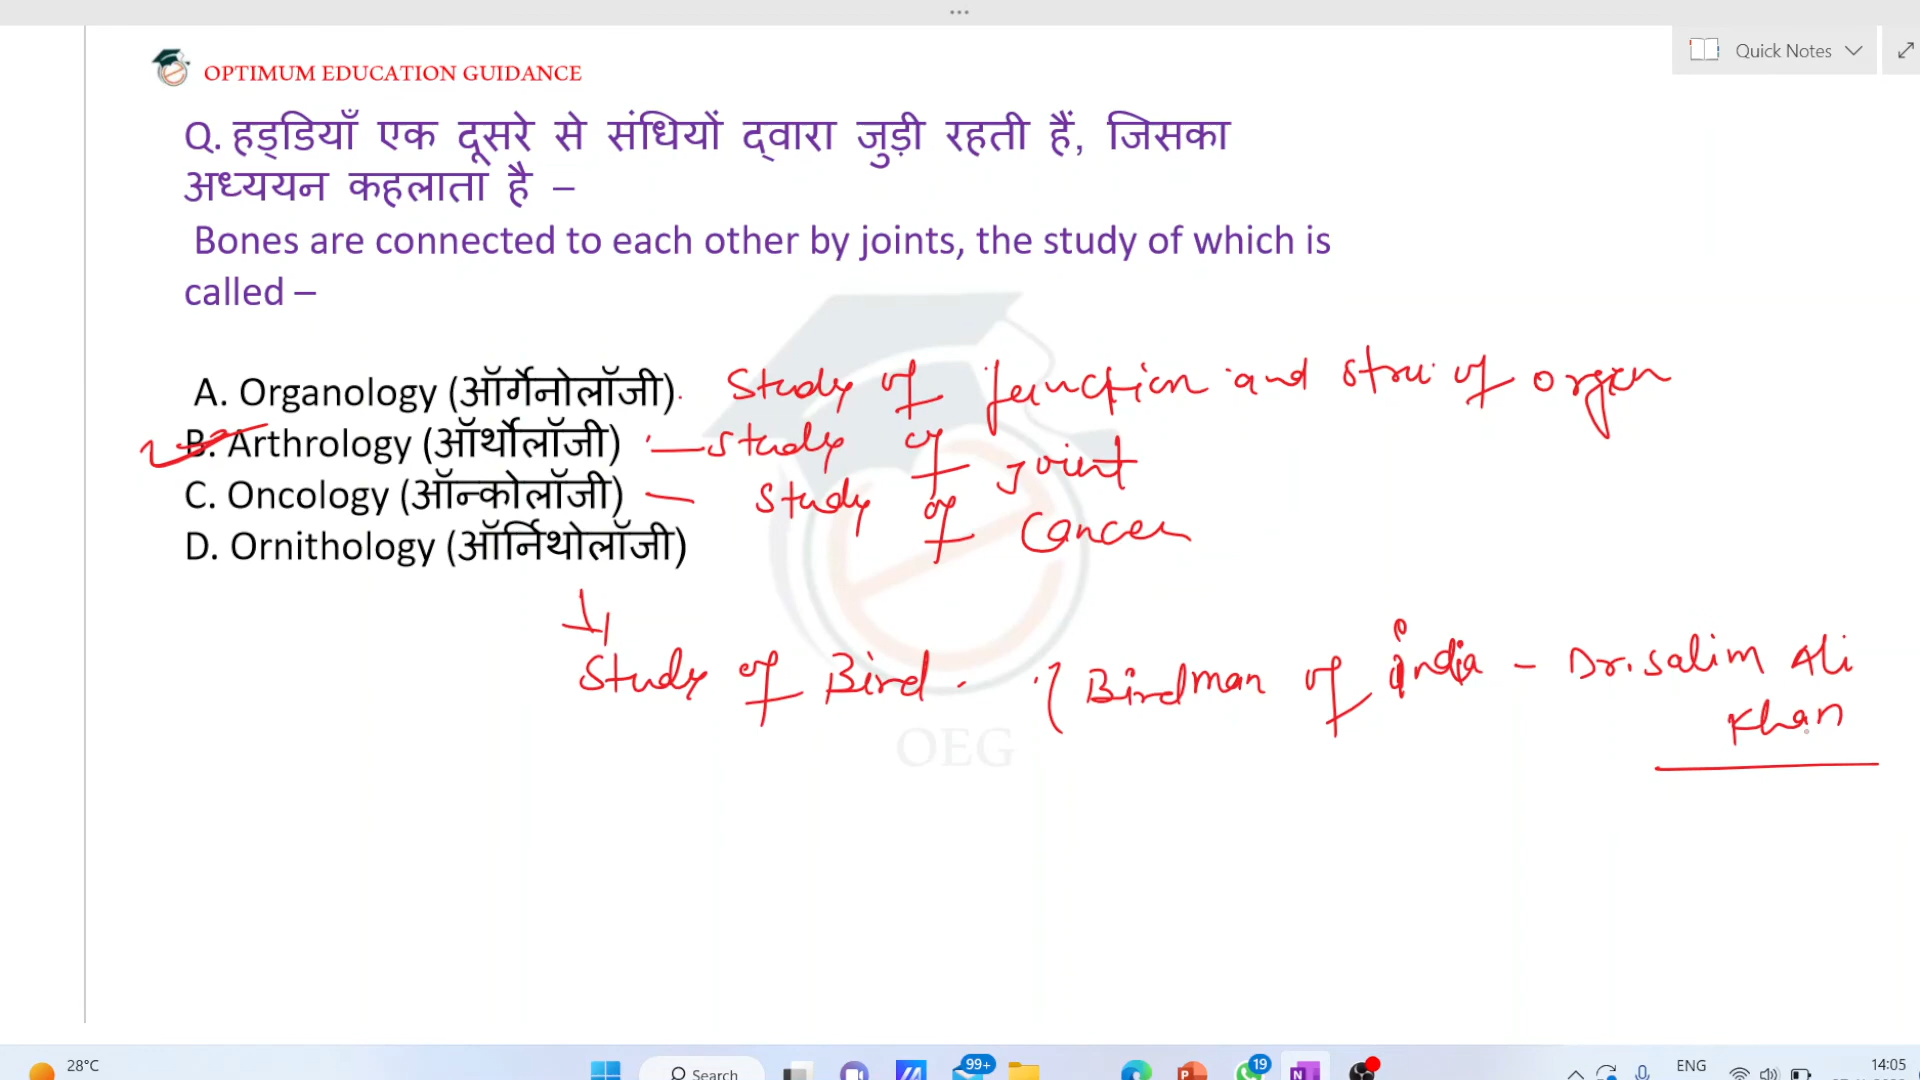 ...
Quick Notes
OPTIMUM EDUCATION GUIDANCE
Q. हड्डियाँ एक दूसरे से संधियों द्वारा जुड़ी रहती हैं, जिसका
अध्ययन कहलाता है –
Bones are connected to each other by joints, the study of which is
called –
A. Organology (ऑर्गेनोलॉजी). Study of function and stru. of organ
B. Arthrology (ऑर्थोलॉजी) – study of Joint
C. Oncology (ऑन्कोलॉजी) – study of Cancer
D. Ornithology (ऑर्निथोलॉजी)
Study of Bird. { Birdman of india – Dr. Salim Ali
Khan
OEG
28°C
Search
99+
19
ENG
14:05